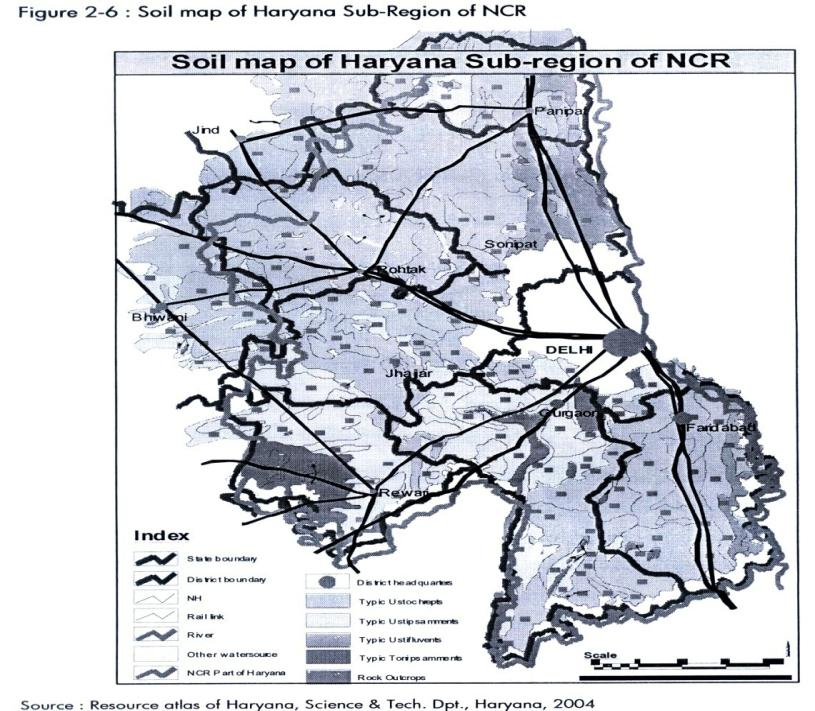 Figure 2-6 : Soil map of Haryana Sub-Region of NCR
Soil map of Haryana Sub-region of NCR
Panipat
Jind
Sonipat
Rohtak
Bhiwani
DELHI
Jhajjar
Gurgaon
Faridabad
Rewari
Index
State boundary
District boundary
NH
Rail link
River
Other watersource
NCR Part of Haryana
District headquarters
Typic Ustochrepts
Typic Ustipsamments
Typic Ustifluvents
Typic Torripsamments
Rock Outcrops
Scale
Source : Resource atlas of Haryana, Science & Tech. Dpt., Haryana, 2004